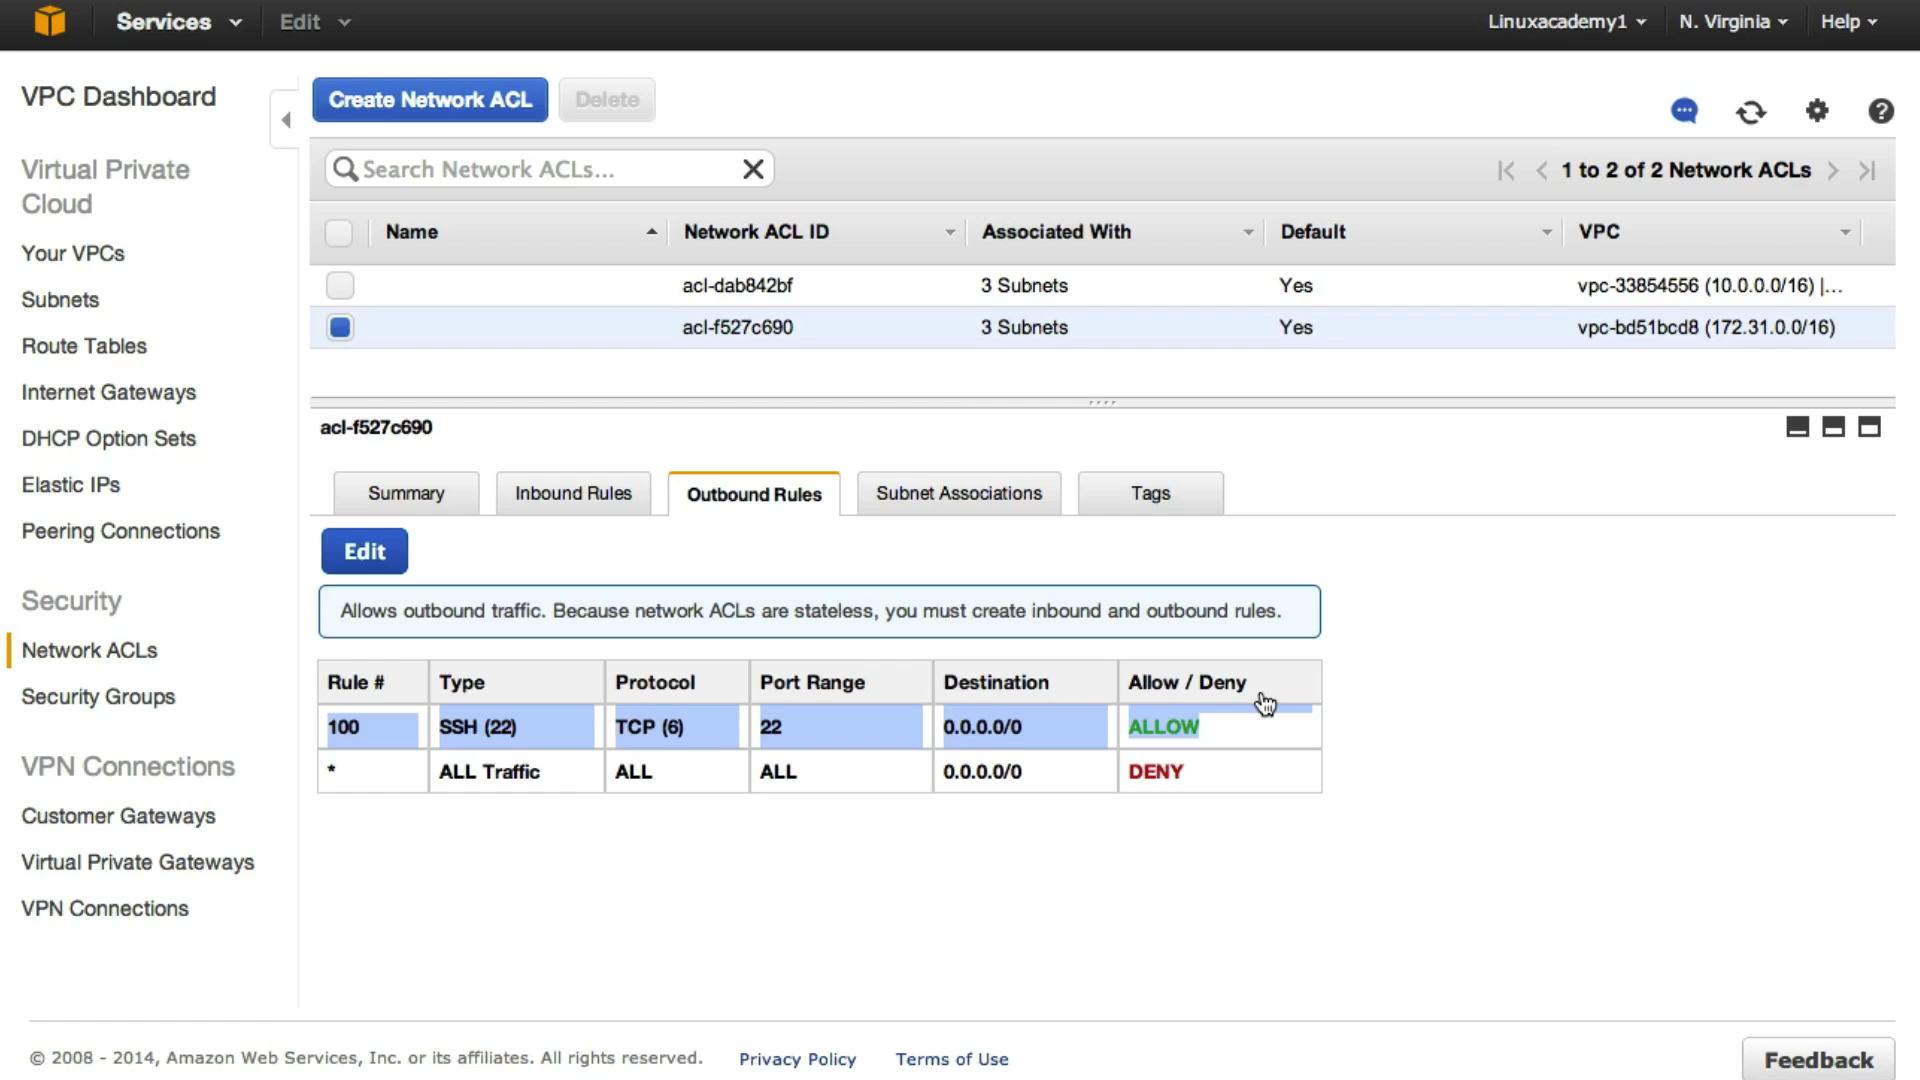 Services Edit Linuxacademy1 N. Virginia Help
VPC Dashboard
Virtual Private
Cloud
Your VPCs
Subnets
Route Tables
Internet Gateways
DHCP Option Sets
Elastic IPs
Peering Connections
Security
Network ACLs
Security Groups
VPN Connections
Customer Gateways
Virtual Private Gateways
VPN Connections
Create Network ACL Delete
Search Network ACLs... 1 to 2 of 2 Network ACLs
Name Network ACL ID Associated With Default VPC
acl-dab842bf 3 Subnets Yes vpc-33854556 (10.0.0.0/16) |...
acl-f527c690 3 Subnets Yes vpc-bd51bcd8 (172.31.0.0/16)
acl-f527c690
Summary Inbound Rules Outbound Rules Subnet Associations Tags
Edit
Allows outbound traffic. Because network ACLs are stateless, you must create inbound and outbound rules.
Rule # Type Protocol Port Range Destination Allow / Deny
100 SSH (22) TCP (6) 22 0.0.0.0/0 ALLOW
* ALL Traffic ALL ALL 0.0.0.0/0 DENY
© 2008 - 2014, Amazon Web Services, Inc. or its affiliates. All rights reserved. Privacy Policy Terms of Use Feedback